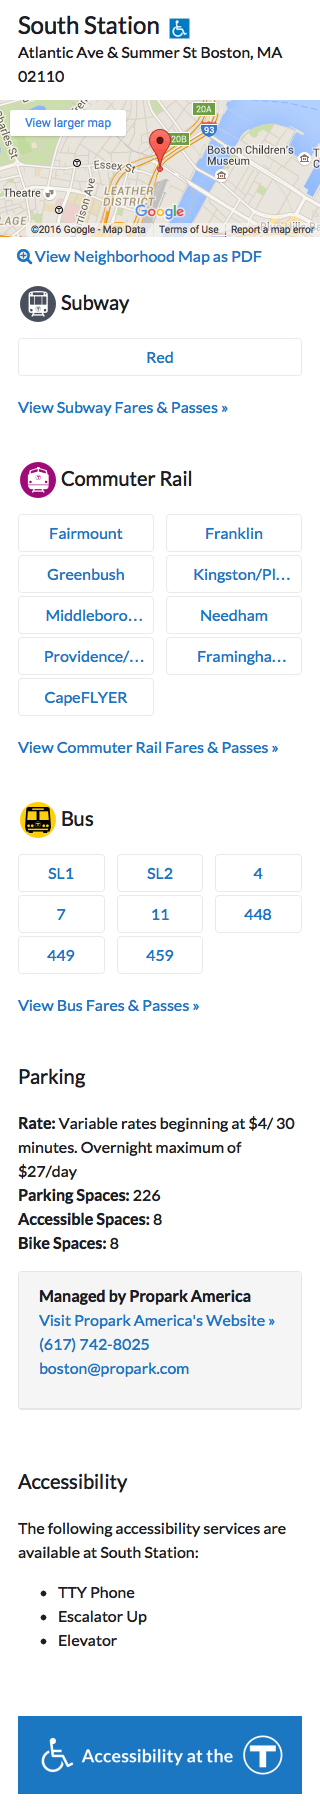 South Station
Atlantic Ave & Summer St Boston, MA
02110
View larger map
20A
93
20B
Essex St
Boston Children's
Museum
Theatre
LEATHER
DISTRICT
Google
©2016 Google - Map Data Terms of Use Report a map error
View Neighborhood Map as PDF
Subway
Red
View Subway Fares & Passes »
Commuter Rail
Fairmount Franklin
Greenbush Kingston/Pl…
Middleboro… Needham
Providence/… Framingha…
CapeFLYER
View Commuter Rail Fares & Passes »
Bus
SL1 SL2 4
7 11 448
449 459
View Bus Fares & Passes »
Parking
Rate: Variable rates beginning at $4/ 30
minutes. Overnight maximum of
$27/day
Parking Spaces: 226
Accessible Spaces: 8
Bike Spaces: 8
Managed by Propark America
Visit Propark America's Website »
(617) 742-8025
boston@propark.com
Accessibility
The following accessibility services are
available at South Station:
• TTY Phone
• Escalator Up
• Elevator
Accessibility at the T